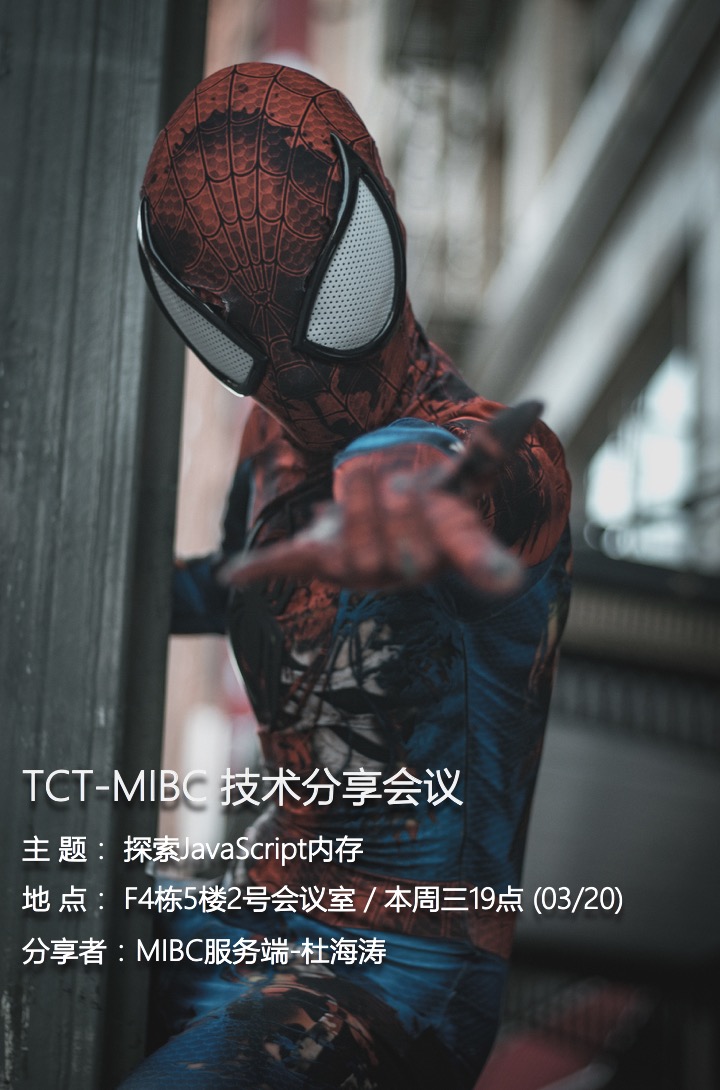 TCT-MIBC 技术分享会议
主 题： 探索JavaScript内存
地 点： F4栋5楼2号会议室 / 本周三19点 (03/20)
分享者：MIBC服务端-杜海涛